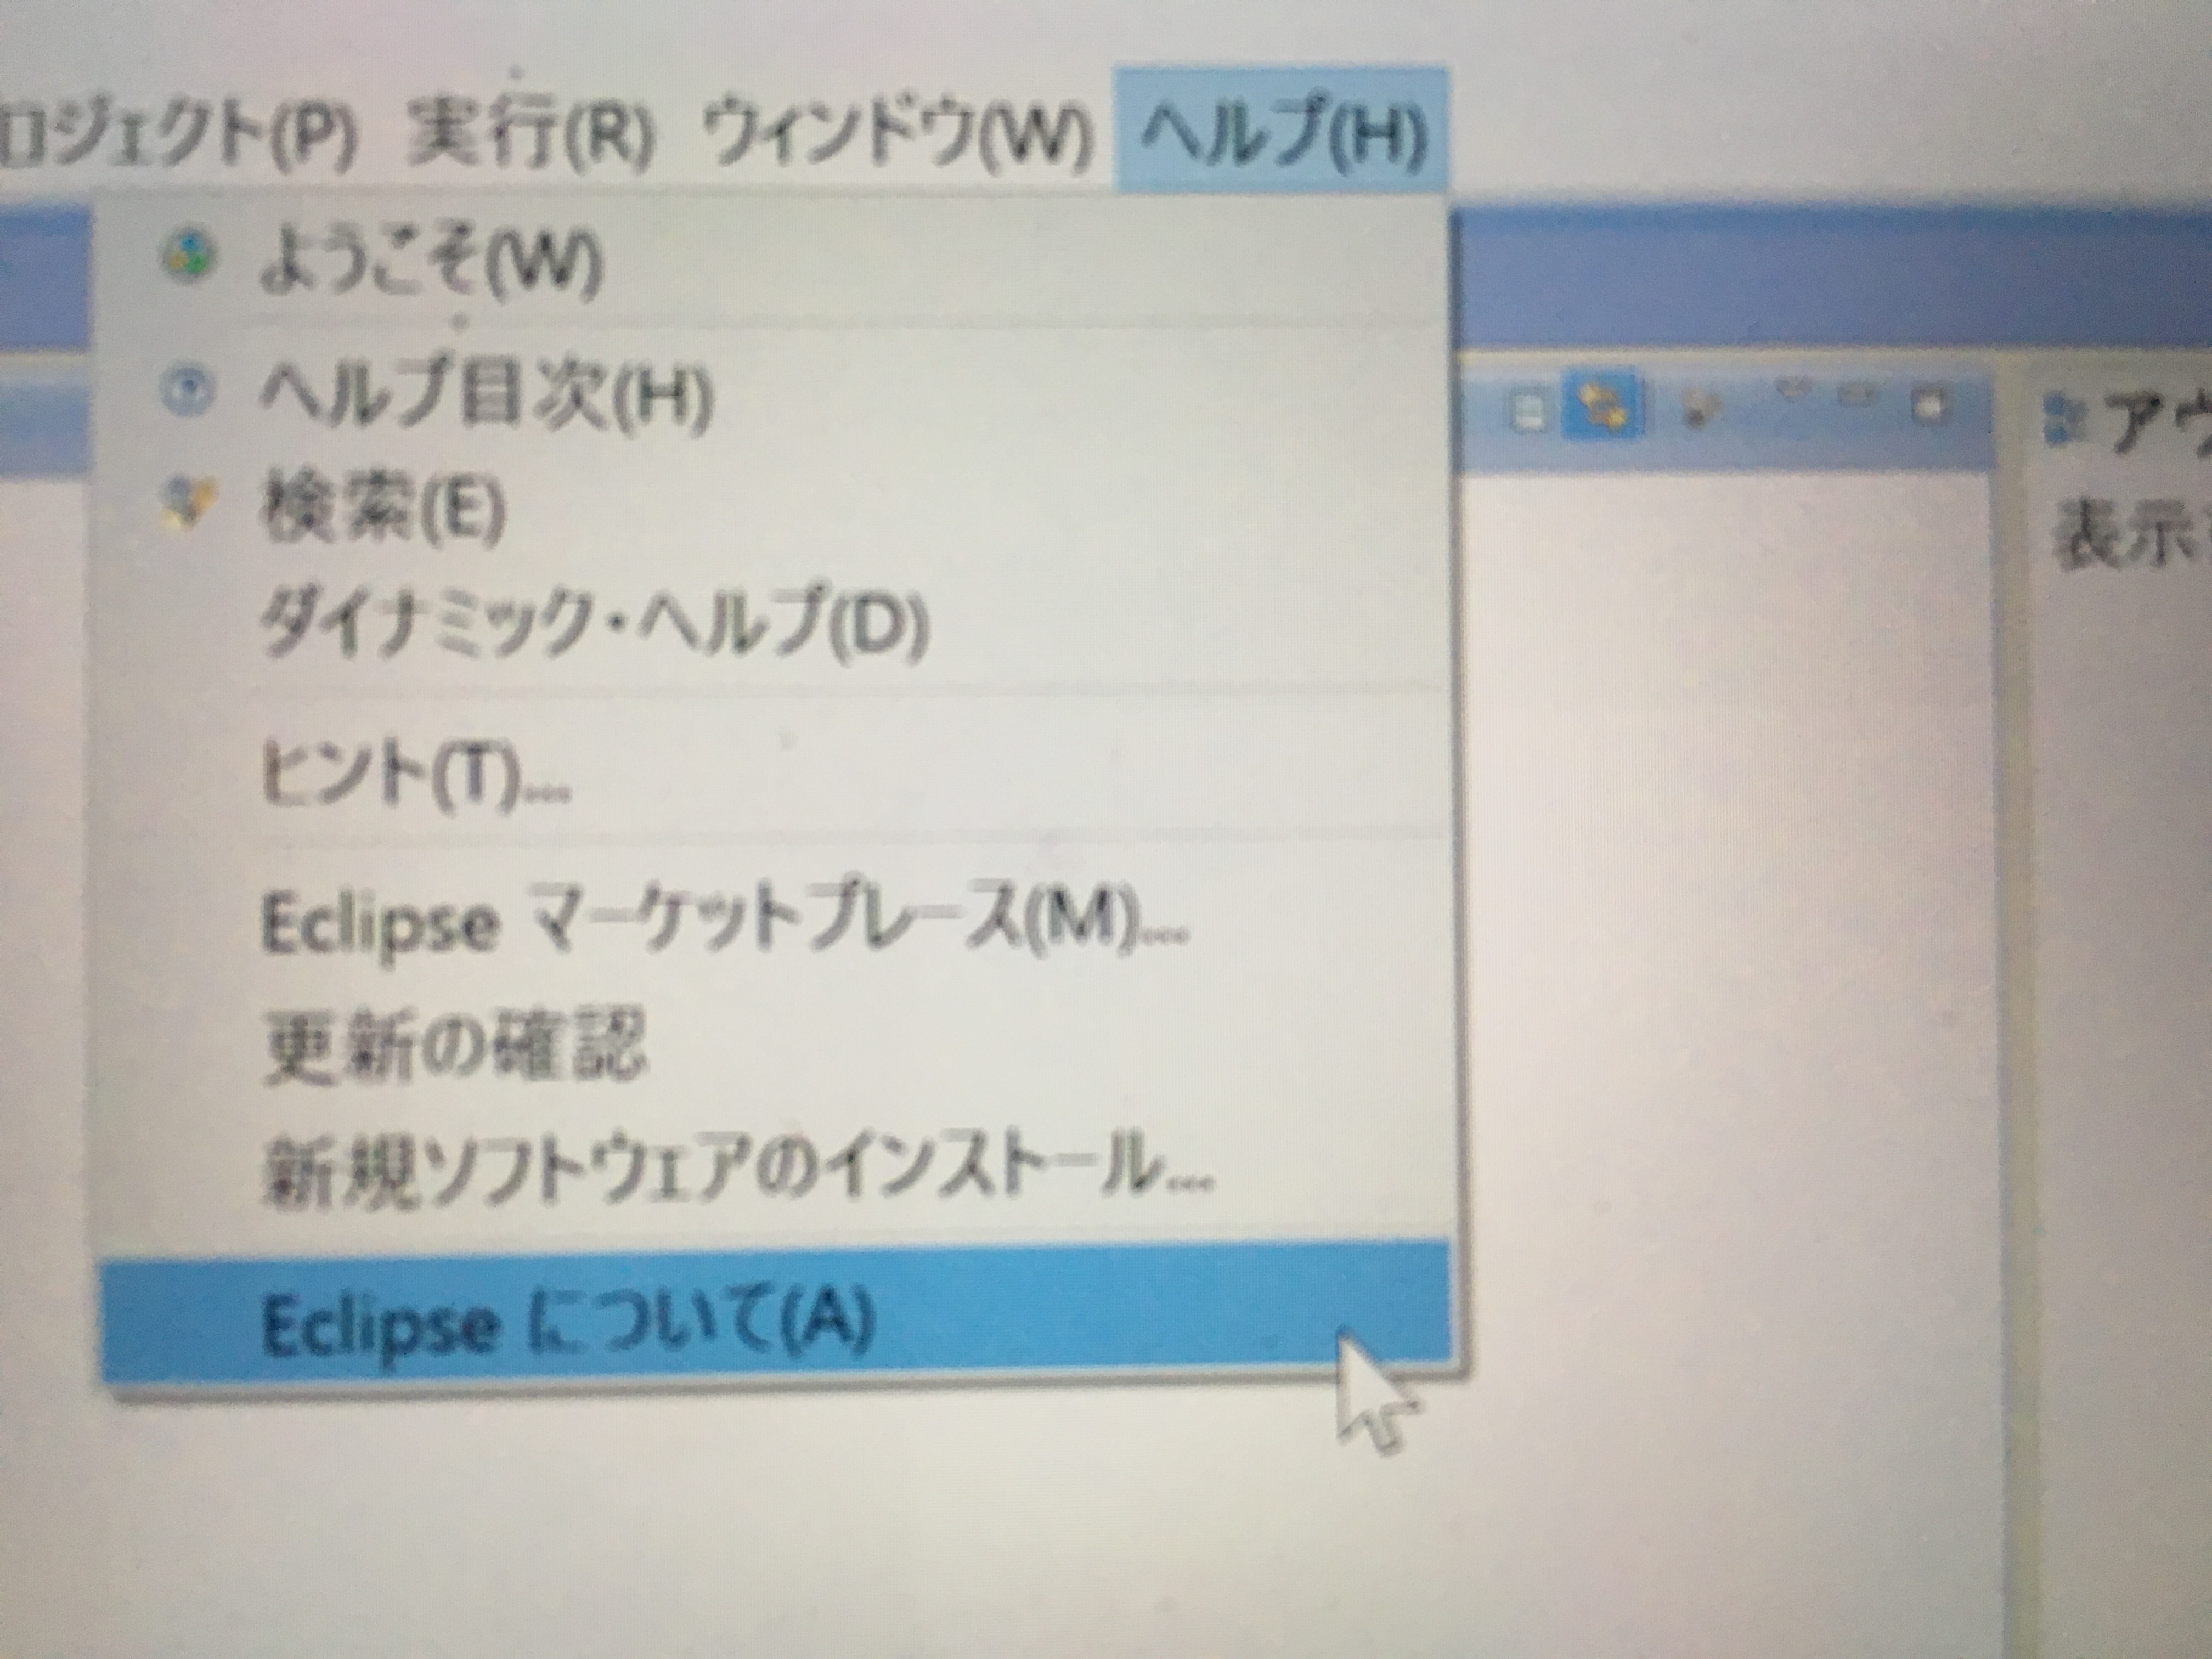 ロジェクト(P) 実行(R) ウィンドウ(W) ヘルプ(H)
ようこそ(W)
ヘルプ目次(H)
検索(E)
ダイナミック・ヘルプ(D)
ヒント(T)...
Eclipse マーケットプレース(M)...
更新の確認
新規ソフトウェアのインストール...
Eclipse について(A)
アウ
表示